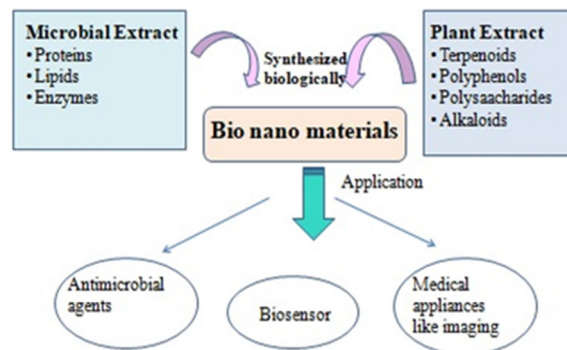 Microbial Extract
• Proteins
• Lipids
• Enzymes
Synthesized
biologically
Plant Extract
• Terpenoids
• Polyphenols
• Polysaacharides
• Alkaloids
Bio nano materials
Application
Antimicrobial
agents
Biosensor
Medical
appliances
like imaging